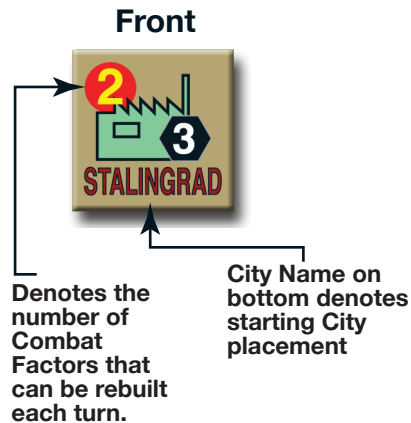 Front
2
3
STALINGRAD
Denotes the
number of
Combat
Factors that
can be rebuilt
each turn.
City Name on
bottom denotes
starting City
placement